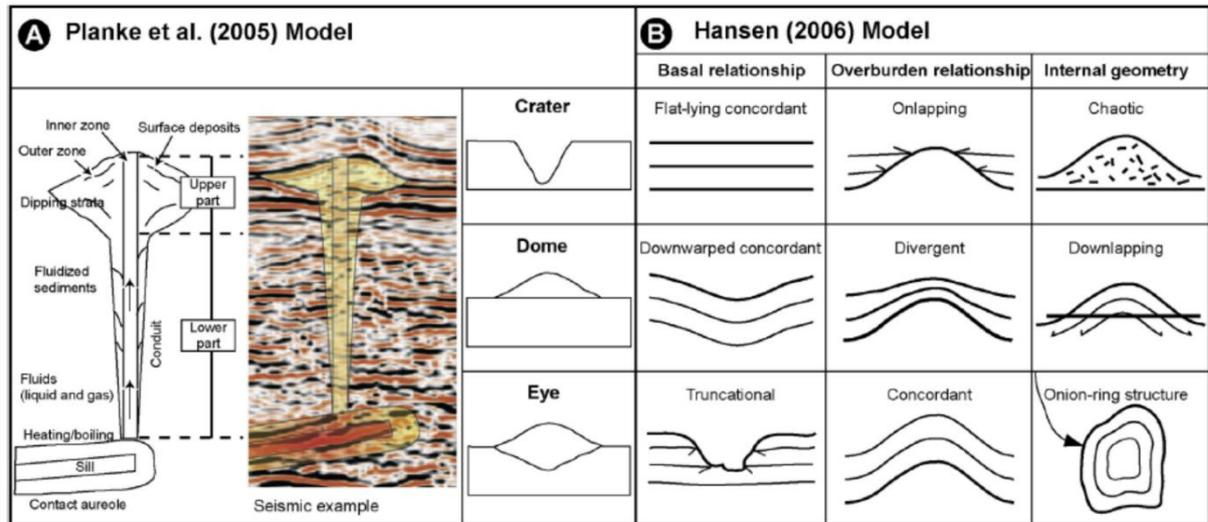 A Planke et al. (2005) Model
Inner zone
Surface deposits
Outer zone
Upper
part
Dipping strata
Fluidized
sediments
Conduit
Lower
part
Fluids
(liquid and gas)
Heating/boiling
Sill
Contact aureole
Seismic example
Crater
Dome
Eye
B Hansen (2006) Model
Basal relationship
Overburden relationship
Internal geometry
Flat-lying concordant
Onlapping
Chaotic
Downwarped concordant
Divergent
Downlapping
Truncational
Concordant
Onion-ring structure